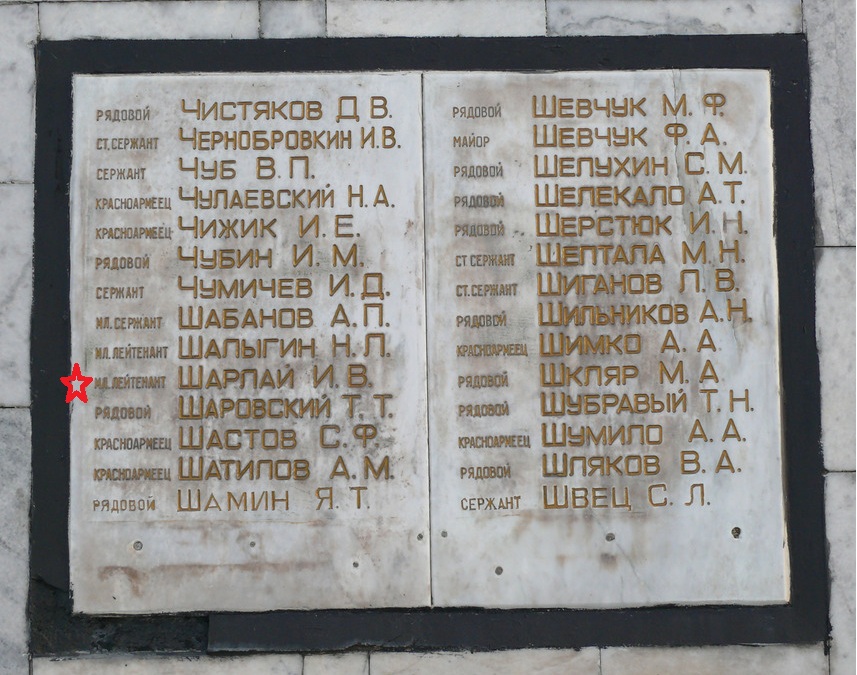 РЯДОВОЙ ЧИСТЯКОВ Д В.
СТ. СЕРЖАНТ ЧЕРНОБРОВКИН И.В.
СЕРЖАНТ ЧУБ В.П.
КРАСНОАРМЕЕЦ ЧУЛАЕВСКИЙ Н.А.
КРАСНОАРМЕЕЦ ЧИЖИК И.Е.
РЯДОВОЙ ЧУБИН И.М.
СЕРЖАНТ ЧУМИЧЕВ И.Д.
МЛ. СЕРЖАНТ ШАБАНОВ А.П.
МЛ. ЛЕЙТЕНАНТ ШАЛЫГИН Н.Л.
МЛ. ЛЕЙТЕНАНТ ШАРЛАЙ И.В.
РЯДОВОЙ ШАРОВСКИЙ Т.Т.
КРАСНОАРМЕЕЦ ШАСТОВ С.Ф.
КРАСНОАРМЕЕЦ ШАТИЛОВ А.М.
РЯДОВОЙ ШАМИН Я.Т.
РЯДОВОЙ ШЕВЧУК М.Ф.
МАЙОР ШЕВЧУК Ф.А.
РЯДОВОЙ ШЕЛУХИН С.М.
РЯДОВОЙ ШЕЛЕКАЛО А.Т.
РЯДОВОЙ ШЕРСТЮК И.Н.
СТ СЕРЖАНТ ШЕПТАЛА М.Н.
СТ. СЕРЖАНТ ШИГАНОВ Л.В.
РЯДОВОЙ ШИЛЬНИКОВ А.Н.
КРАСНОАРМЕЕЦ ШИМКО А.А
РЯДОВОЙ ШКЛЯР М.А
РЯДОВОЙ ШУБРАВЫЙ Т.Н.
КРАСНОАРМЕЕЦ ШУМИЛО А.А.
РЯДОВОЙ ШЛЯКОВ В.А.
СЕРЖАНТ ШВЕЦ С.Л.